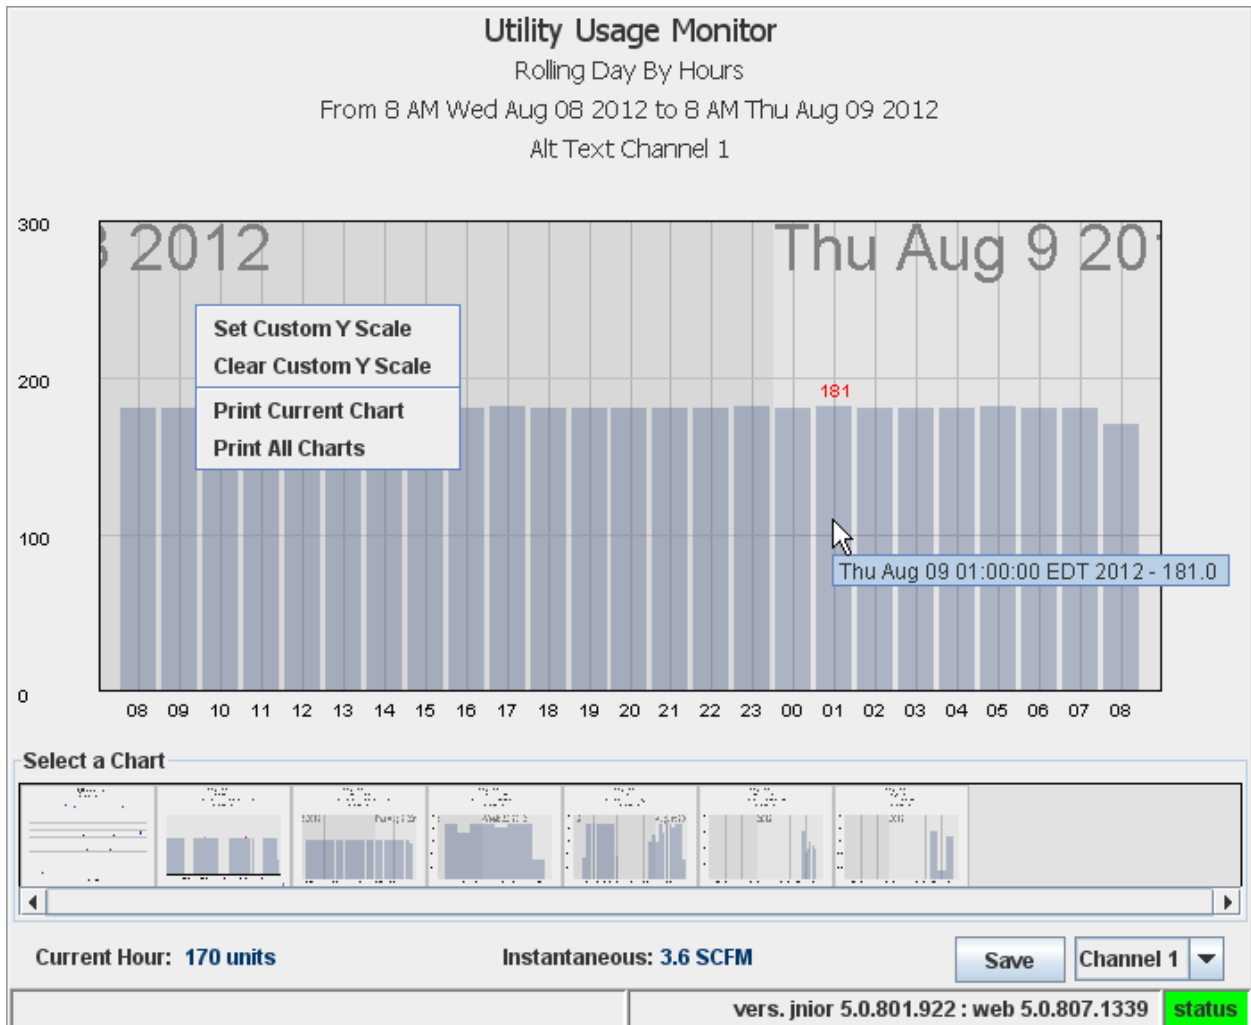 Utility Usage Monitor
Rolling Day By Hours
From 8 AM Wed Aug 08 2012 to 8 AM Thu Aug 09 2012
Alt Text Channel 1
300
2012
Thu Aug 9 20
Set Custom Y Scale
Clear Custom Y Scale
200
181
Print Current Chart
Print All Charts
100
Thu Aug 09 01:00:00 EDT 2012 - 181.0
0
08 09 10 11 12 13 14 15 16 17 18 19 20 21 22 23 00 01 02 03 04 05 06 07 08
Select a Chart
Current Hour: 170 units
Instantaneous: 3.6 SCFM
Save
Channel 1
vers. jnior 5.0.801.922 : web 5.0.807.1339
status